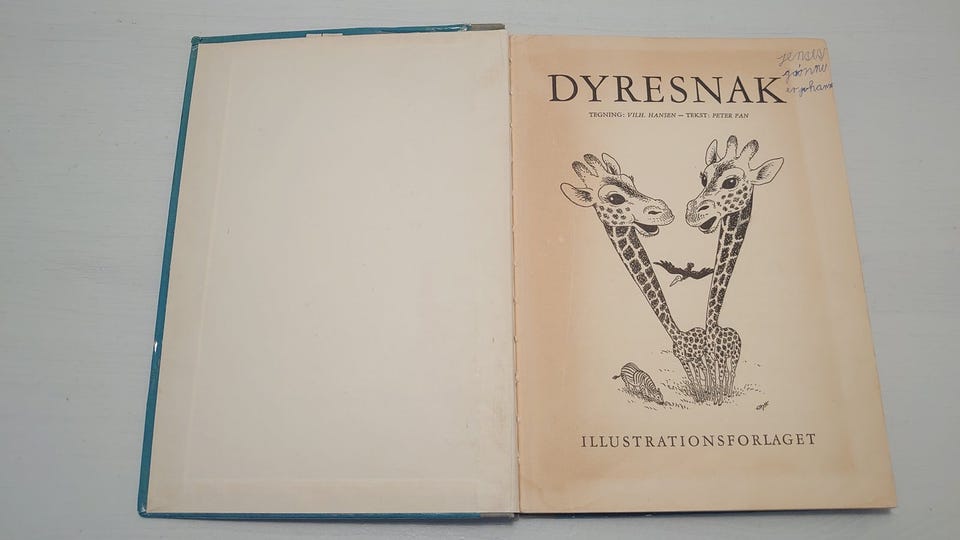 DYRESNAK
TEGNING: VILH. HANSEN — TEKST: PETER PAN
ILLUSTRATIONSFORLAGET